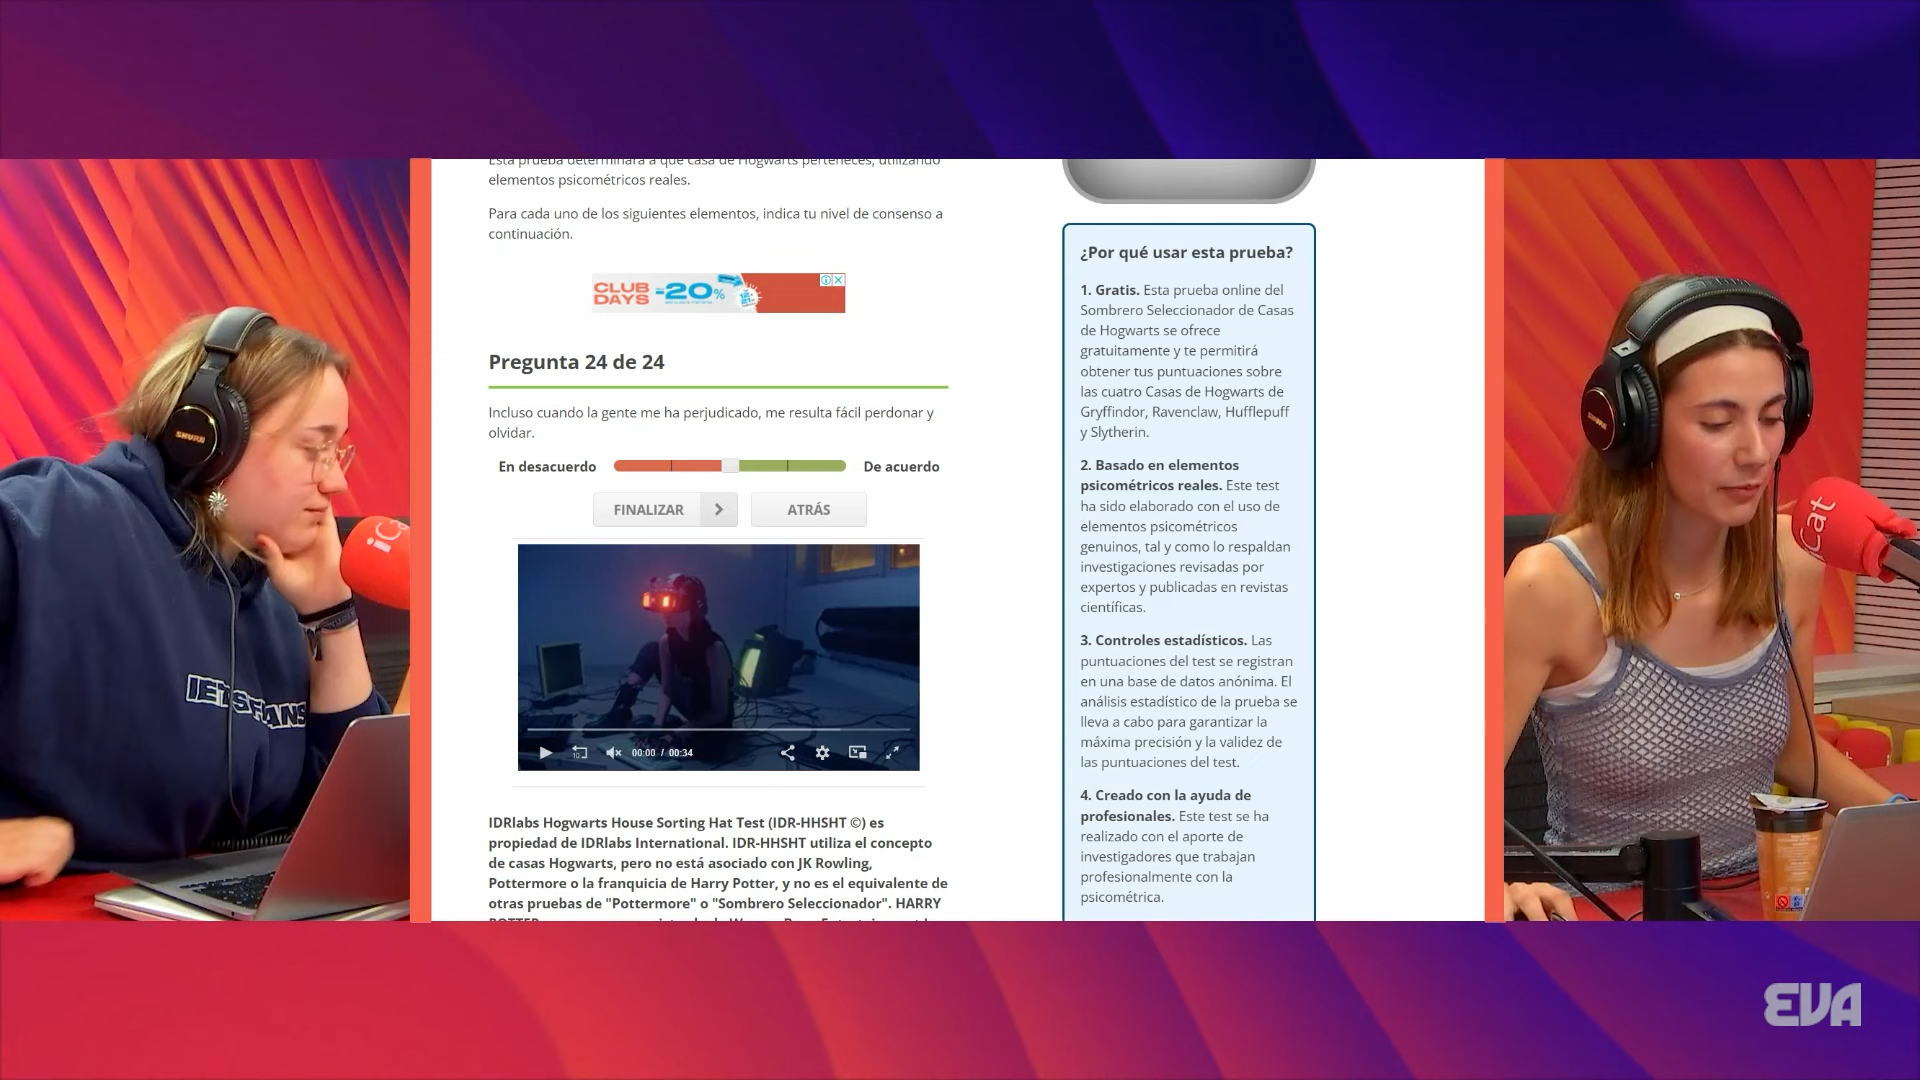 Esta prueba determinará a qué casa de Hogwarts perteneces, utilizando
elementos psicométricos reales.
Para cada uno de los siguientes elementos, indica tu nivel de consenso a
continuación.
CLUB
DAYS
-20%
Pregunta 24 de 24
Incluso cuando la gente me ha perjudicado, me resulta fácil perdonar y
olvidar.
En desacuerdo
De acuerdo
FINALIZAR
ATRÁS
10
00:00 / 00:34
IDRlabs Hogwarts House Sorting Hat Test (IDR-HHSHT ©) es
propiedad de IDRlabs International. IDR-HHSHT utiliza el concepto
de casas Hogwarts, pero no está asociado con JK Rowling,
Pottermore o la franquicia de Harry Potter, y no es el equivalente de
otras pruebas de "Pottermore" o "Sombrero Seleccionador". HARRY
¿Por qué usar esta prueba?
1. Gratis. Esta prueba online del
Sombrero Seleccionador de Casas
de Hogwarts se ofrece
gratuitamente y te permitirá
obtener tus puntuaciones sobre
las cuatro Casas de Hogwarts de
Gryffindor, Ravenclaw, Hufflepuff
y Slytherin.
2. Basado en elementos
psicométricos reales. Este test
ha sido elaborado con el uso de
elementos psicométricos
genuinos, tal y como lo respaldan
investigaciones revisadas por
expertos y publicadas en revistas
científicas.
3. Controles estadísticos. Las
puntuaciones del test se registran
en una base de datos anónima. El
análisis estadístico de la prueba se
lleva a cabo para garantizar la
máxima precisión y la validez de
las puntuaciones del test.
4. Creado con la ayuda de
profesionales. Este test se ha
realizado con el aporte de
investigadores que trabajan
profesionalmente con la
psicométrica.
SHURE
iCat
EVA